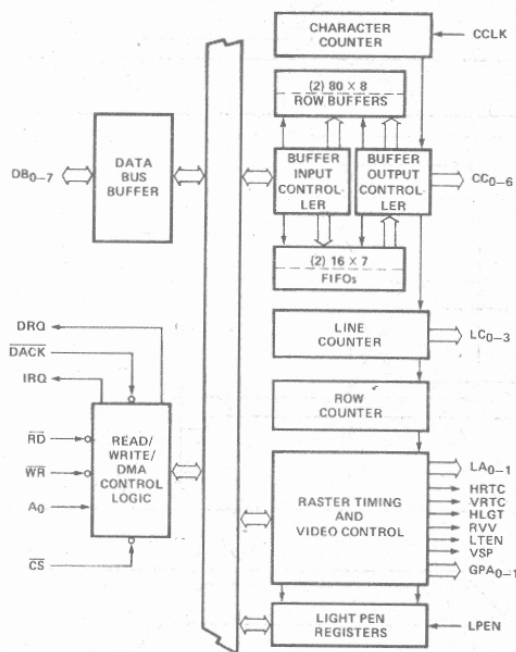 CHARACTER
COUNTER
CCLK
(2) 80 × 8
ROW BUFFERS
DB0–7
DATA
BUS
BUFFER
BUFFER
INPUT
CONTROL-
LER
BUFFER
OUTPUT
CONTROL-
LER
CC0–6
(2) 16 × 7
FIFOs
DRQ
DACK
IRQ
RD
WR
A0
CS
READ/
WRITE/
DMA
CONTROL
LOGIC
LINE
COUNTER
LC0–3
ROW
COUNTER
RASTER TIMING
AND
VIDEO CONTROL
LA0–1
HRTC
VRTC
HLGT
RVV
LTEN
VSP
GPA0–1
LIGHT PEN
REGISTERS
LPEN